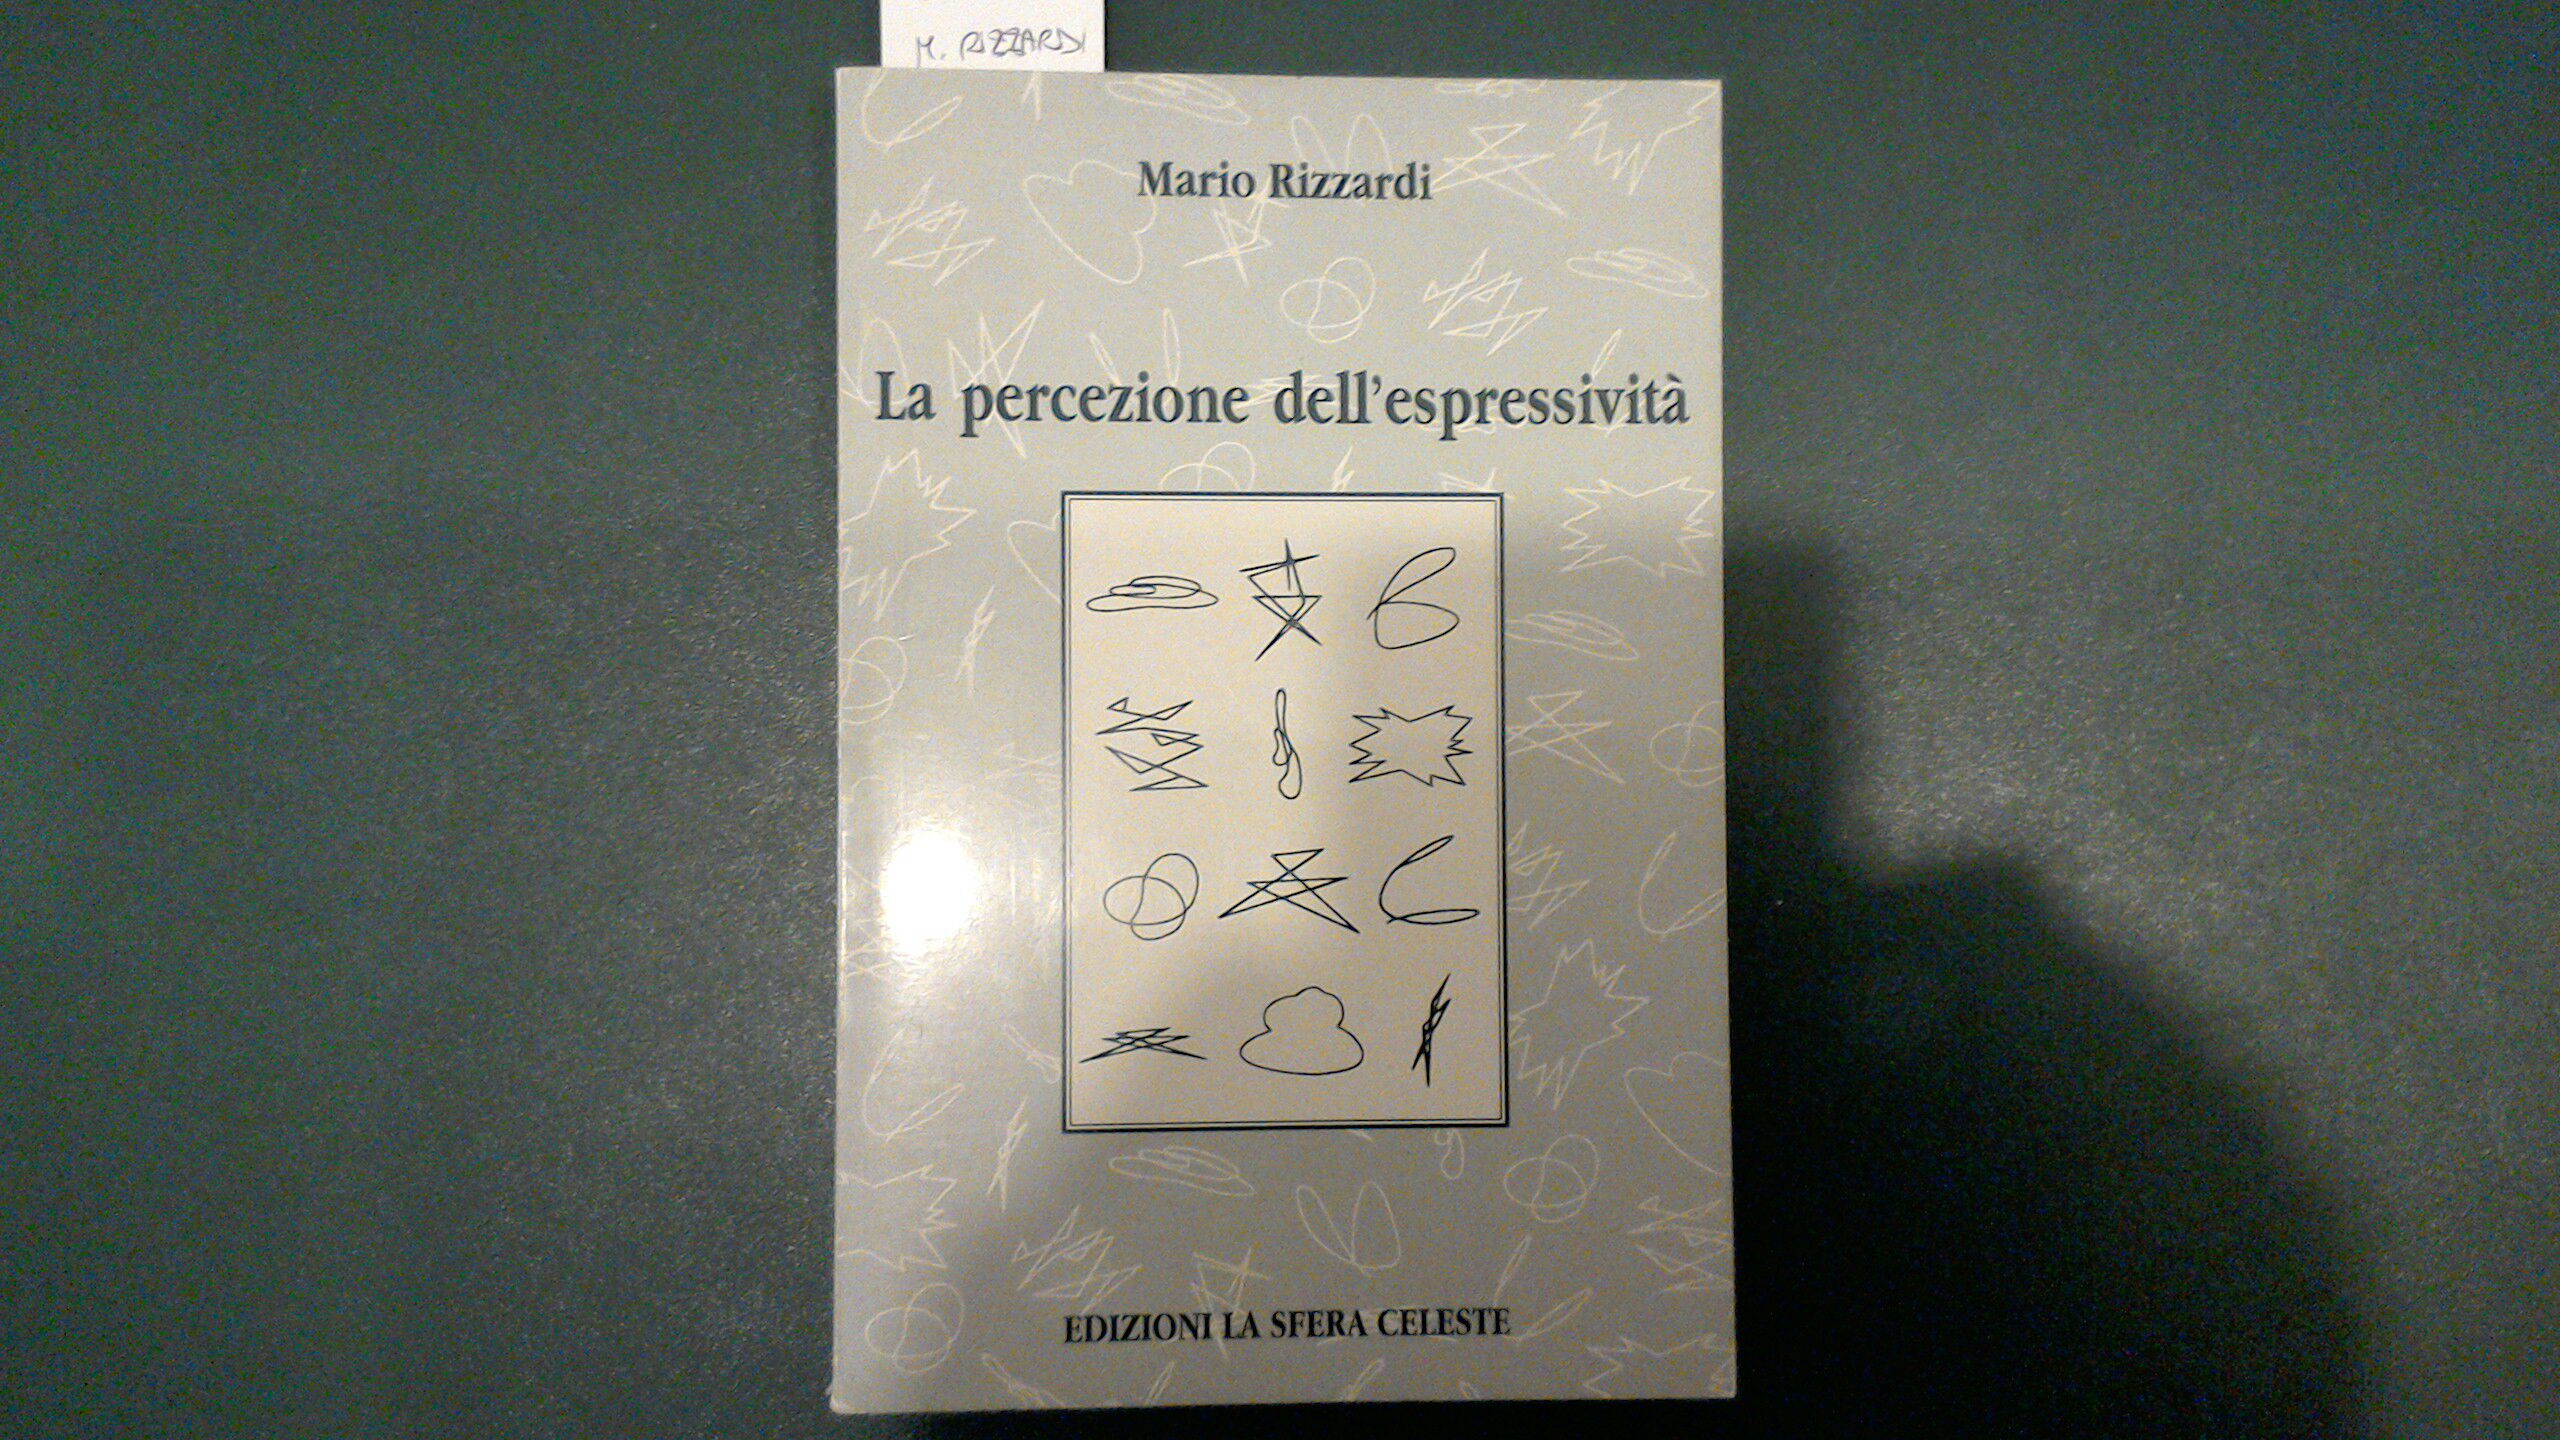 M. RIZZARDI
Mario Rizzardi
La percezione dell'espressività
EDIZIONI LA SFERA CELESTE